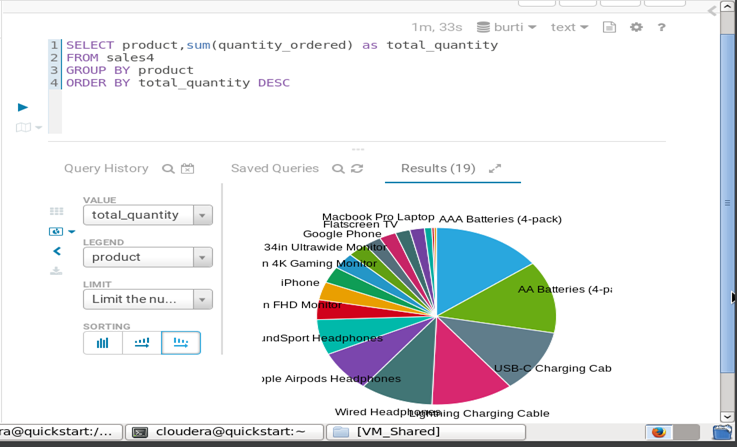 1m, 33s burti text ?
1 SELECT product,sum(quantity_ordered) as total_quantity
2 FROM sales4
3 GROUP BY product
4 ORDER BY total_quantity DESC
Query History Saved Queries Results (19)
VALUE
total_quantity
LEGEND
product
LIMIT
Limit the nu...
SORTING
Macbook Pro Laptop AAA Batteries (4-pack)
Flatscreen TV
Google Phone
34in Ultrawide Monitor
n 4K Gaming Monitor
iPhone AA Batteries (4-pa
n FHD Monitor
undSport Headphones
USB-C Charging Cab
ple Airpods Headphones
Wired Headphones Lightning Charging Cable
ra@quickstart:/... cloudera@quickstart:~ [VM_Shared]